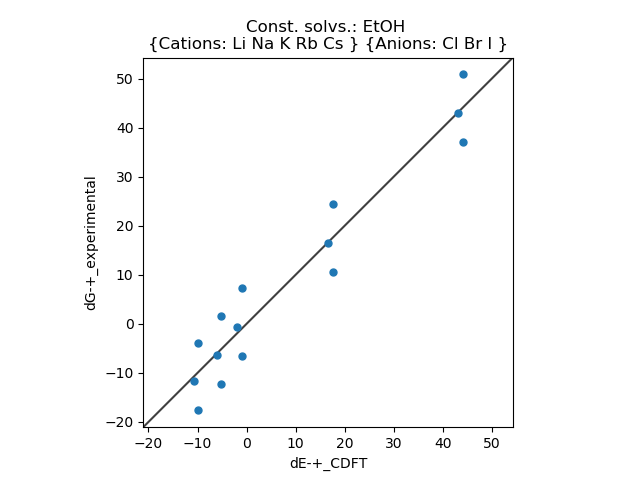 Const. solvs.: EtOH
{Cations: Li Na K Rb Cs } {Anions: Cl Br I }
50
40
30
20
10
0
−10
−20
dG-+_experimental
−20 −10 0 10 20 30 40 50
dE-+_CDFT